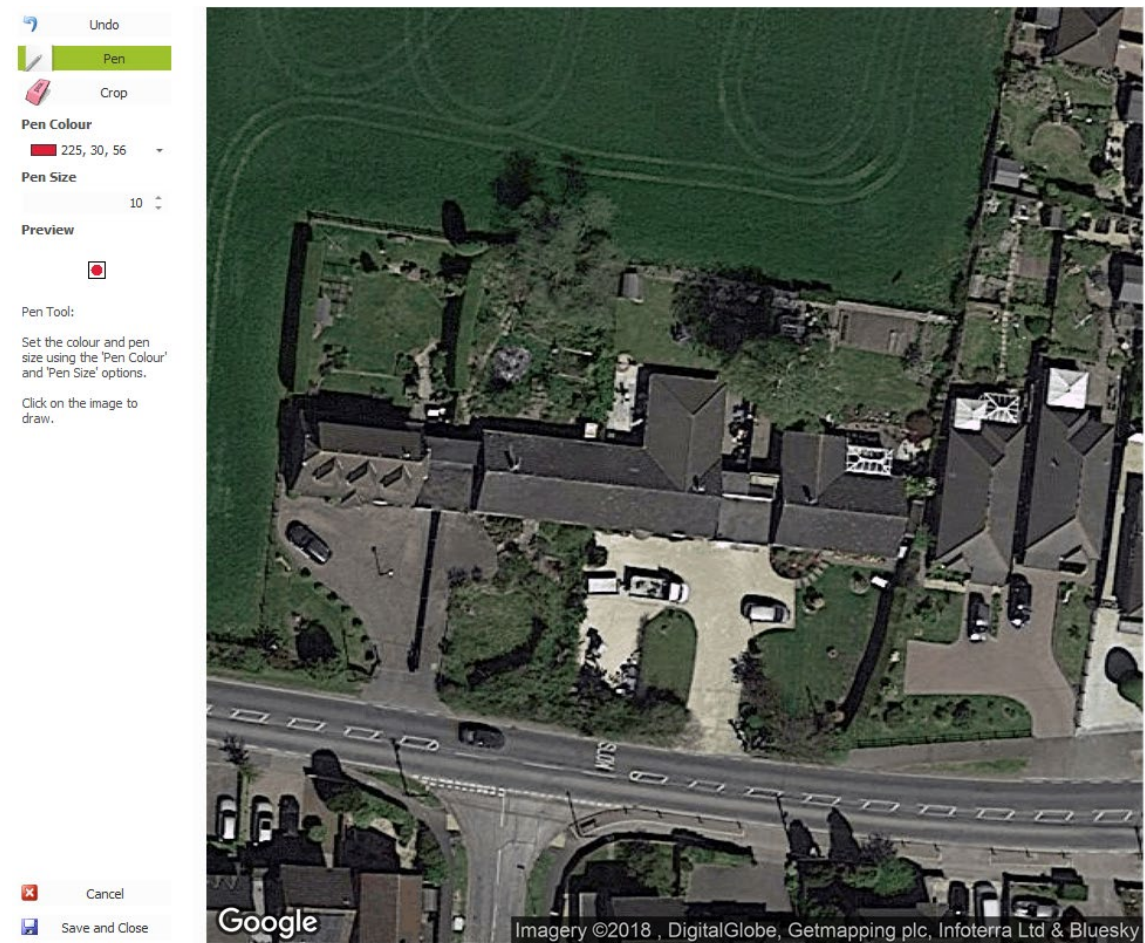 Undo
Pen
Crop
Pen Colour
225, 30, 56
Pen Size
10
Preview
Pen Tool:
Set the colour and pen
size using the 'Pen Colour'
and 'Pen Size' options.
Click on the image to
draw.
Cancel
Save and Close
SLOW
Google
Imagery ©2018 , DigitalGlobe, Getmapping plc, Infoterra Ltd & Bluesky